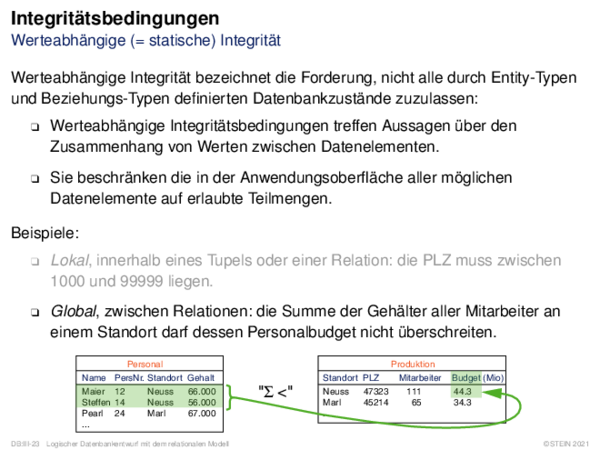 Integritätsbedingungen
Werteabhängige (= statische) Integrität
Werteabhängige Integrität bezeichnet die Forderung, nicht alle durch Entity-Typen
und Beziehungs-Typen definierten Datenbankzustände zuzulassen:
❑ Werteabhängige Integritätsbedingungen treffen Aussagen über den
Zusammenhang von Werten zwischen Datenelementen.
❑ Sie beschränken die in der Anwendungsoberfläche aller möglichen
Datenelemente auf erlaubte Teilmengen.
Beispiele:
❑ Lokal, innerhalb eines Tupels oder einer Relation: die PLZ muss zwischen
1000 und 99999 liegen.
❑ Global, zwischen Relationen: die Summe der Gehälter aller Mitarbeiter an
einem Standort darf dessen Personalbudget nicht überschreiten.
Personal
Name PersNr. Standort Gehalt
Maier 12 Neuss 66.000
Steffen 14 Neuss 56.000
Pearl 24 Marl 67.000
...
"Σ <"
Produktion
Standort PLZ Mitarbeiter Budget (Mio)
Neuss 47323 111 44.3
Marl 45214 65 34.3
DB:III-23 Logischer Datenbankentwurf mit dem relationalen Modell ©STEIN 2021